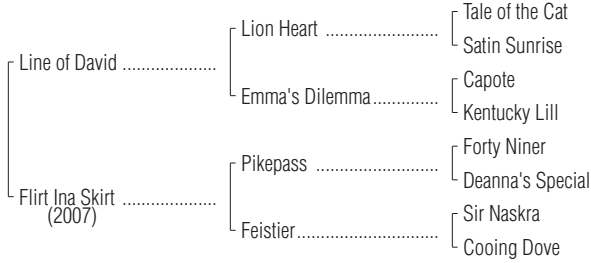 Tale of the Cat
Lion Heart ......................
Satin Sunrise
Line of David ....................
Capote
Emma's Dilemma..............
Kentucky Lill
Forty Niner
Pikepass ........................
Deanna's Special
Flirt Ina Skirt ....................
(2007)
Sir Naskra
Feistier.............................
Cooing Dove